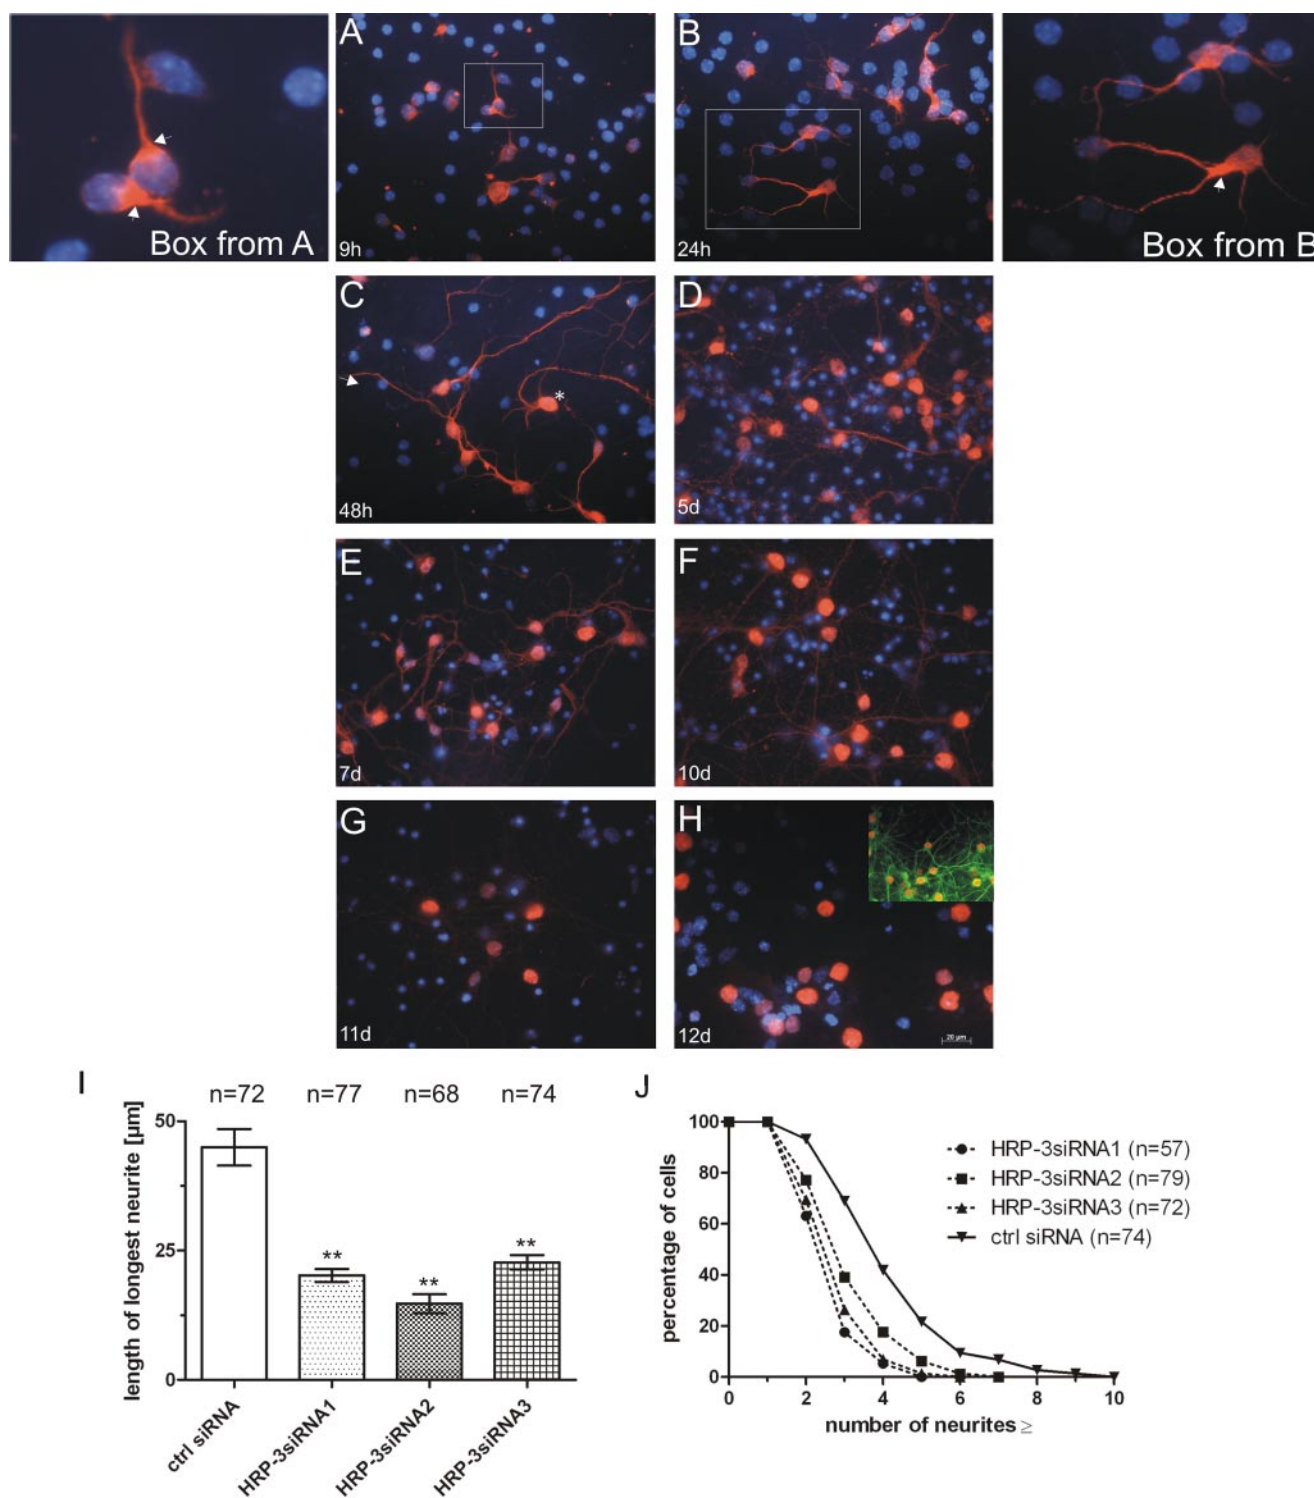 A
B
Box from A
9h
24h
Box from B
C
D
*
48h
5d
E
F
7d
10d
G
H
11d
12d
20 µm
I
n=72 n=77 n=68 n=74
length of longest neurite [µm]
50
25
0
** ** **
ctrl siRNA
HRP-3siRNA1
HRP-3siRNA2
HRP-3siRNA3
J
percentage of cells
100
80
60
40
20
0
0 2 4 6 8 10
number of neurites ≥
HRP-3siRNA1 (n=57)
HRP-3siRNA2 (n=79)
HRP-3siRNA3 (n=72)
ctrl siRNA (n=74)